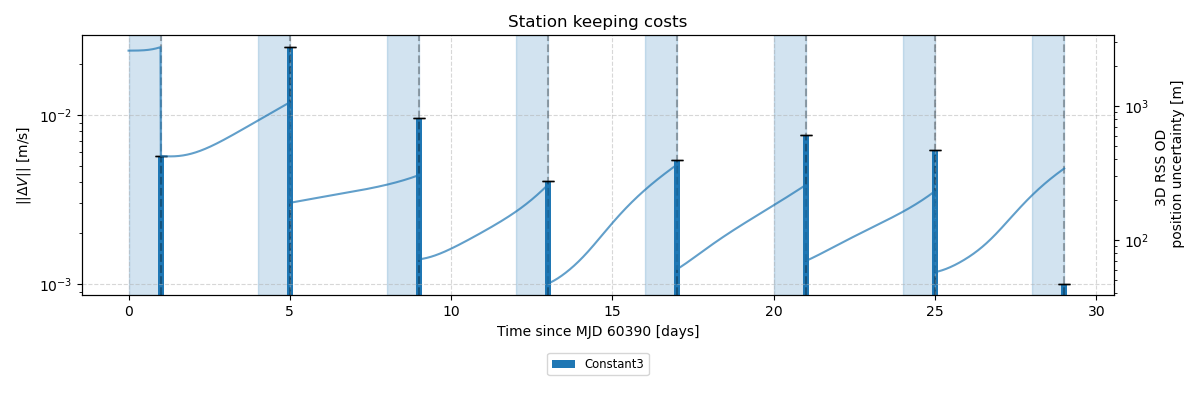 Station keeping costs
||ΔV|| [m/s]
10⁻²
10⁻³
0
5
10
15
20
25
30
Time since MJD 60390 [days]
10³
10²
3D RSS OD
position uncertainty [m]
Constant3